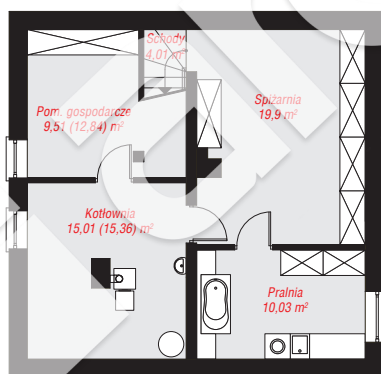 Schody
4,01 m²
Pom. gospodarcze
9,51 (12,84) m²
Spiżarnia
19,9 m²
Kotłownia
15,01 (15,36) m²
Pralnia
10,03 m²